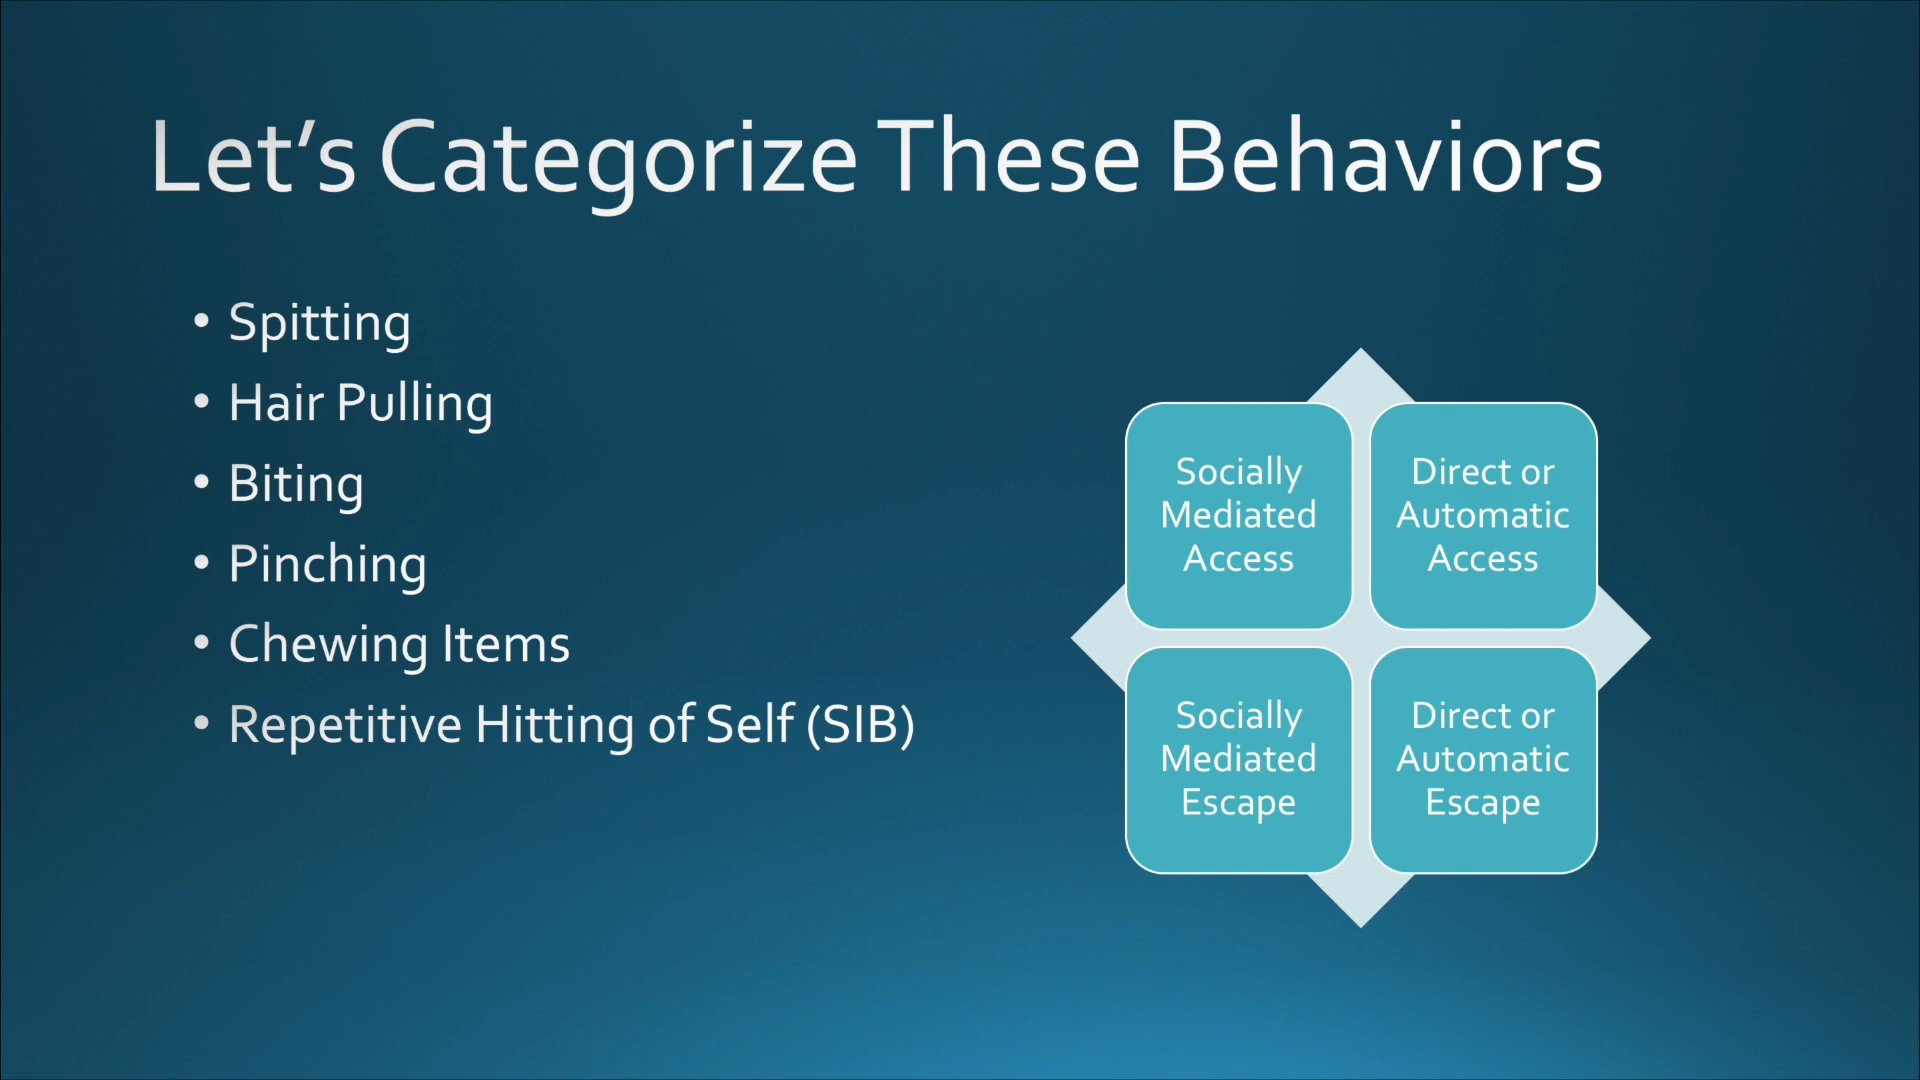 Let’s Categorize These Behaviors
• Spitting
• Hair Pulling
• Biting
• Pinching
• Chewing Items
• Repetitive Hitting of Self (SIB)
Socially
Mediated
Access
Direct or
Automatic
Access
Socially
Mediated
Escape
Direct or
Automatic
Escape